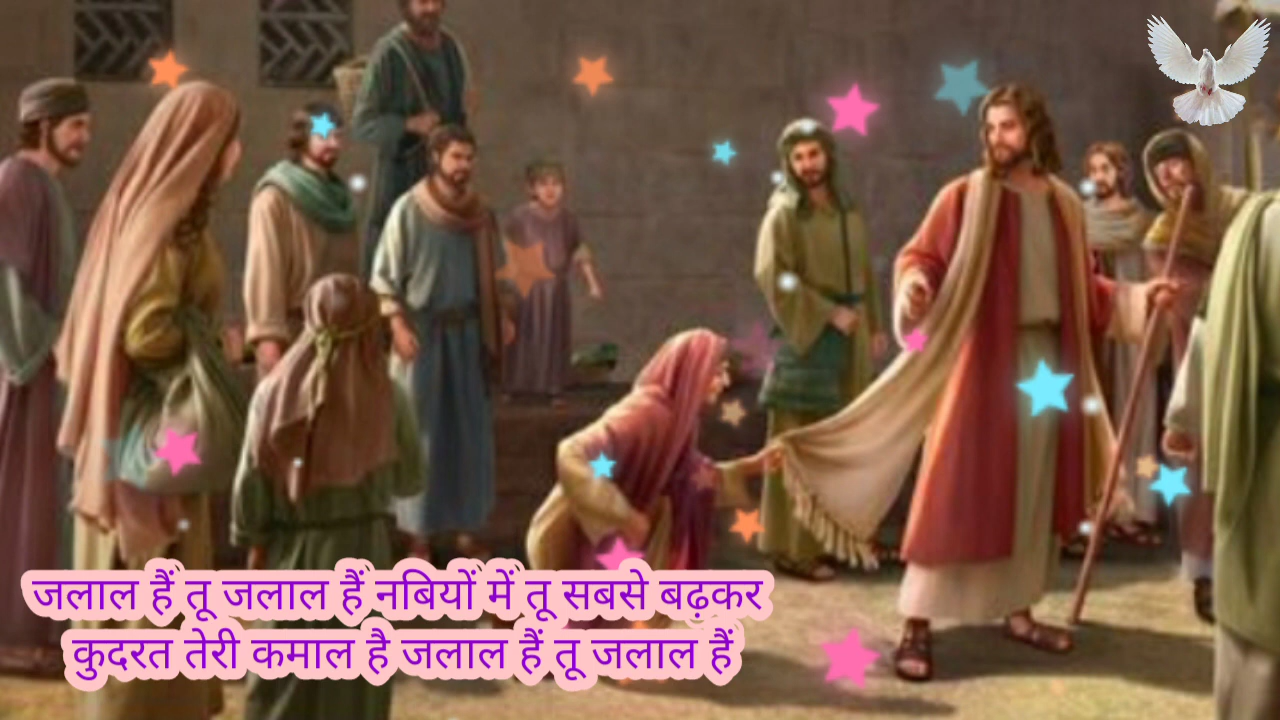 जलाल हैं तू जलाल हैं नबियों में तू सबसे बढ़कर
कुदरत तेरी कमाल है जलाल हैं तू जलाल हैं